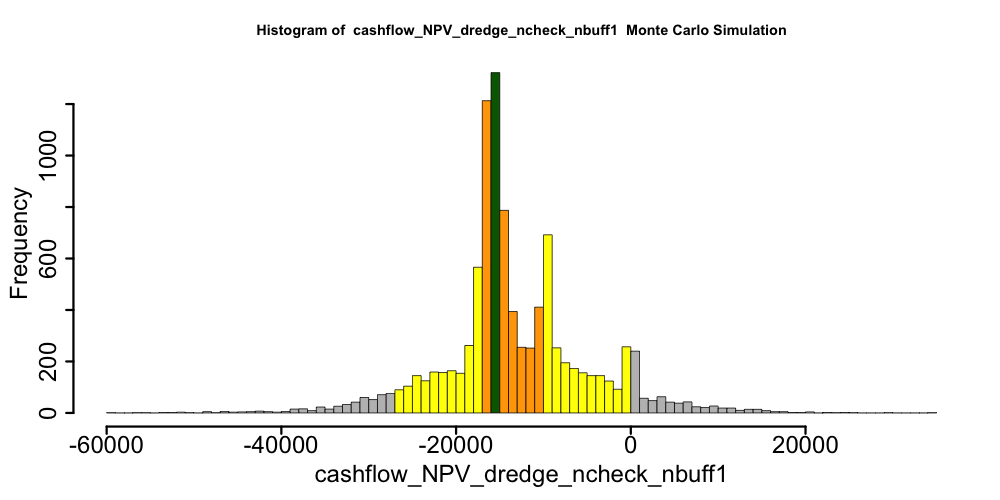 Histogram of  cashflow_NPV_dredge_ncheck_nbuff1  Monte Carlo Simulation
Frequency
1000
600
200
0
-60000 -40000 -20000 0 20000
cashflow_NPV_dredge_ncheck_nbuff1